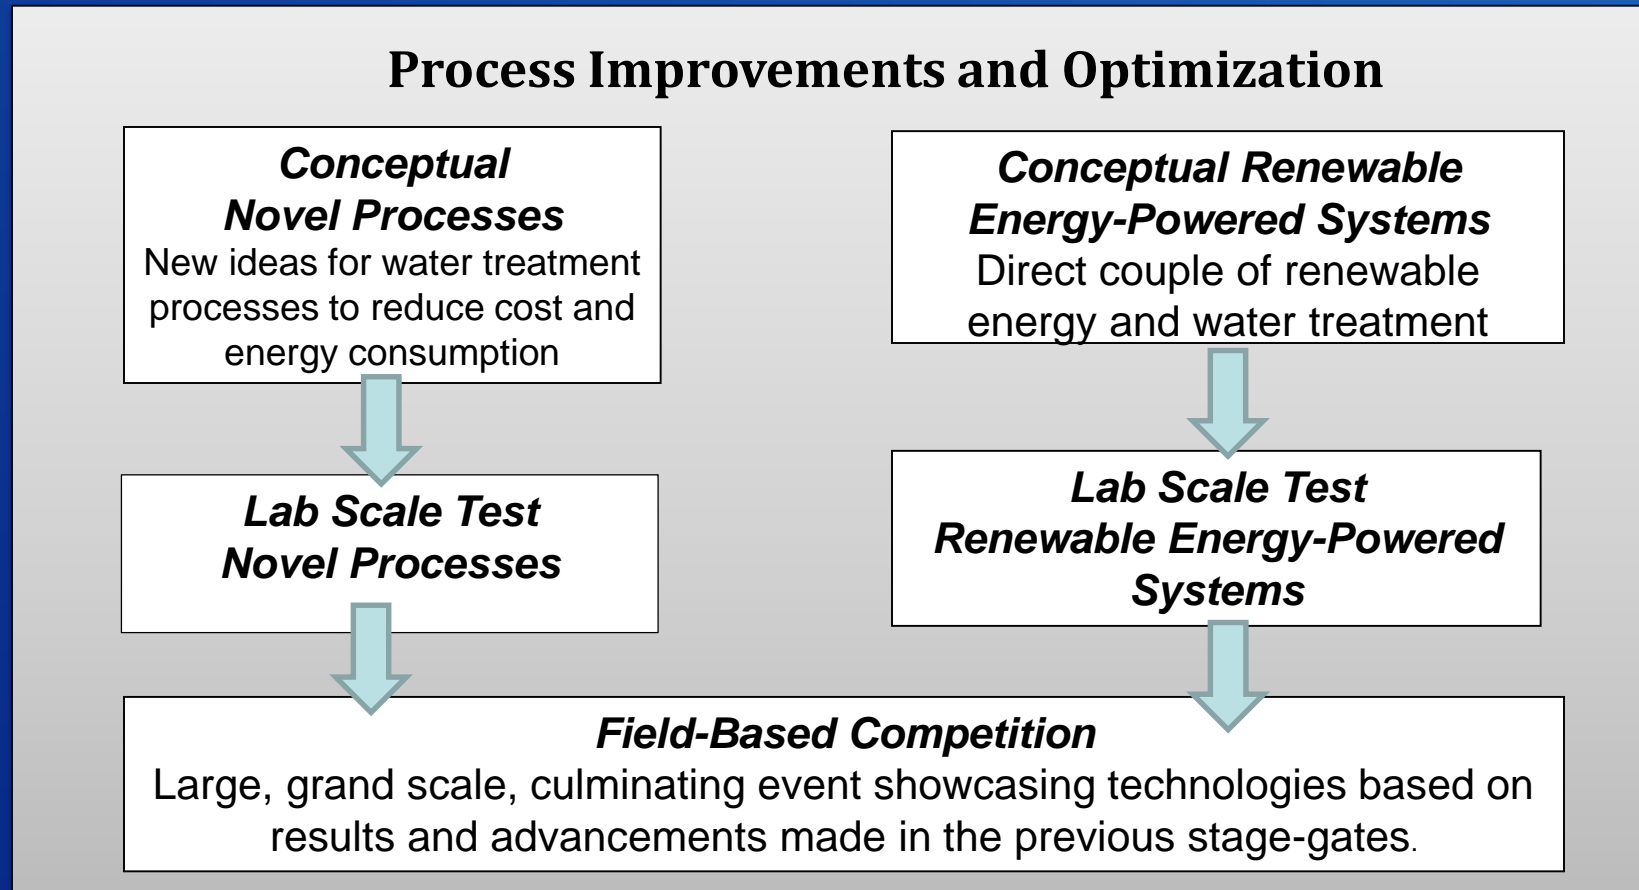 Process Improvements and Optimization
Conceptual
Novel Processes
New ideas for water treatment
processes to reduce cost and
energy consumption
Conceptual Renewable
Energy-Powered Systems
Direct couple of renewable
energy and water treatment
Lab Scale Test
Novel Processes
Lab Scale Test
Renewable Energy-Powered
Systems
Field-Based Competition
Large, grand scale, culminating event showcasing technologies based on
results and advancements made in the previous stage-gates.